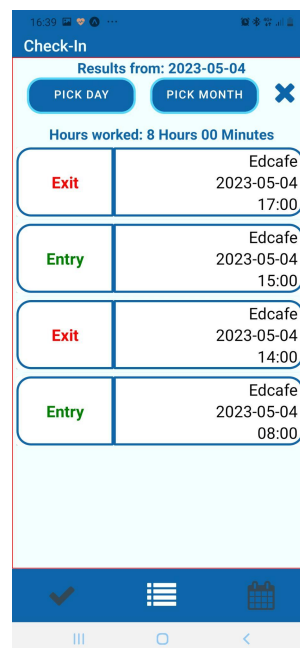 16:39
Check-In
Results from: 2023-05-04
PICK DAY
PICK MONTH
Hours worked: 8 Hours 00 Minutes
Exit
Edcafe
2023-05-04
17:00
Entry
Edcafe
2023-05-04
15:00
Exit
Edcafe
2023-05-04
14:00
Entry
Edcafe
2023-05-04
08:00